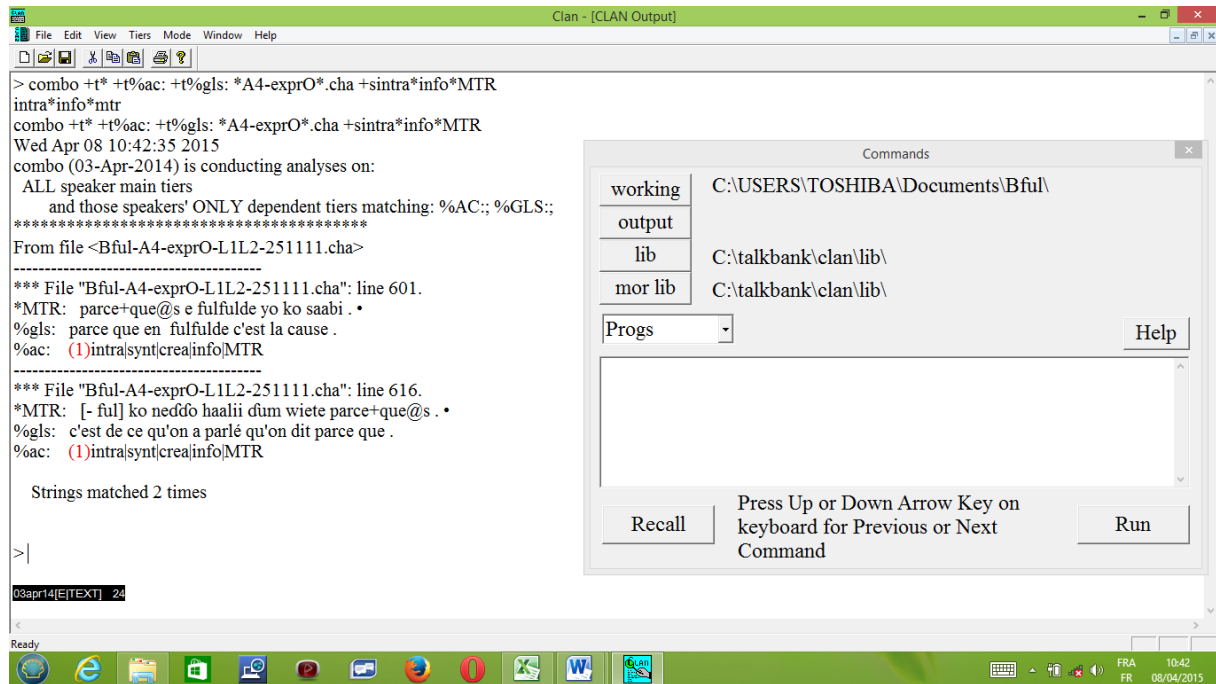 Clan - [CLAN Output]
File Edit View Tiers Mode Window Help
> combo +t* +t%ac: +t%gls: *A4-exprO*.cha +sintra*info*MTR
intra*info*mtr
combo +t* +t%ac: +t%gls: *A4-exprO*.cha +sintra*info*MTR
Wed Apr 08 10:42:35 2015
combo (03-Apr-2014) is conducting analyses on:
ALL speaker main tiers
and those speakers' ONLY dependent tiers matching: %AC:; %GLS:;
****************************************
From file <Bful-A4-exprO-L1L2-251111.cha>
----------------------------------------
*** File "Bful-A4-exprO-L1L2-251111.cha": line 601.
*MTR: parce+que@s e fulfulde yo ko saabi . •
%gls: parce que en fulfulde c'est la cause .
%ac: (1)intra|synt|crea|info|MTR
----------------------------------------
*** File "Bful-A4-exprO-L1L2-251111.cha": line 616.
*MTR: [- ful] ko neɗɗo haalii ɗum wiete parce+que@s . •
%gls: c'est de ce qu'on a parlé qu'on dit parce que .
%ac: (1)intra|synt|crea|info|MTR
Strings matched 2 times
>
03apr14[E|TEXT] 24
Commands
working C:\USERS\TOSHIBA\Documents\Bful\
output
lib C:\talkbank\clan\lib\
mor lib C:\talkbank\clan\lib\
Progs
Help
Recall
Press Up or Down Arrow Key on
keyboard for Previous or Next
Command
Run
Ready
FRA 10:42
FR 08/04/2015